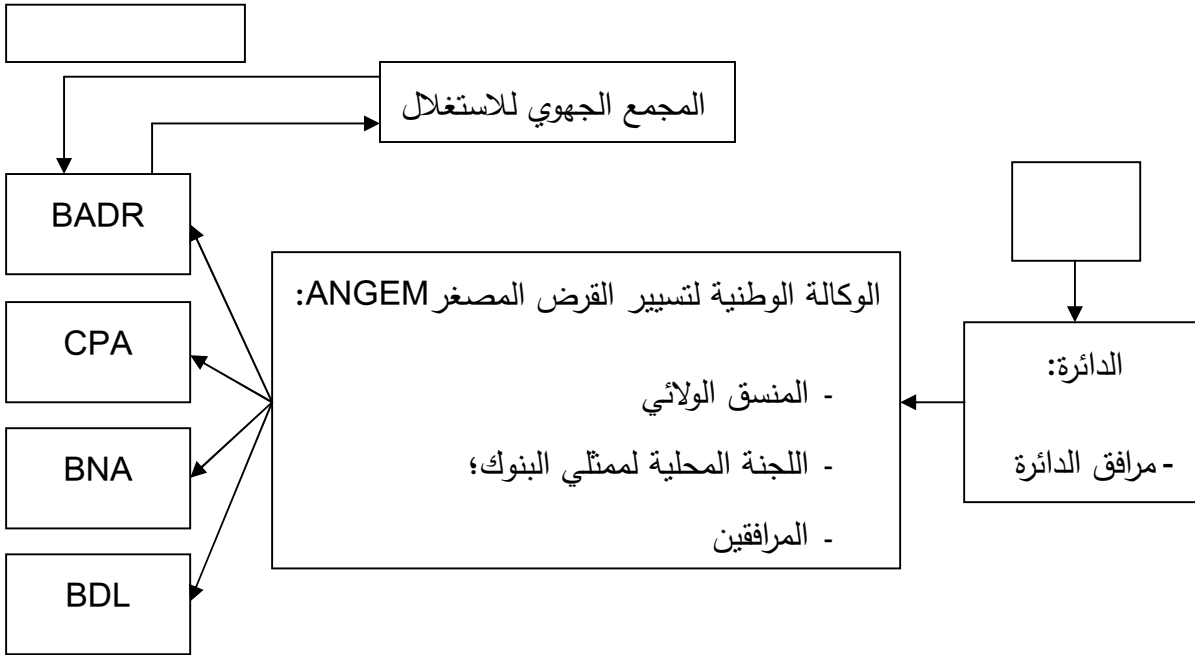 المجمع الجهوي للاستغلال
BADR
CPA
BNA
BDL
الوكالة الوطنية لتسيير القرض المصغر ANGEM:
- المنسق الولائي
- اللجنة المحلية لممثلي البنوك؛
- المرافقين
الدائرة:
- مرافق الدائرة